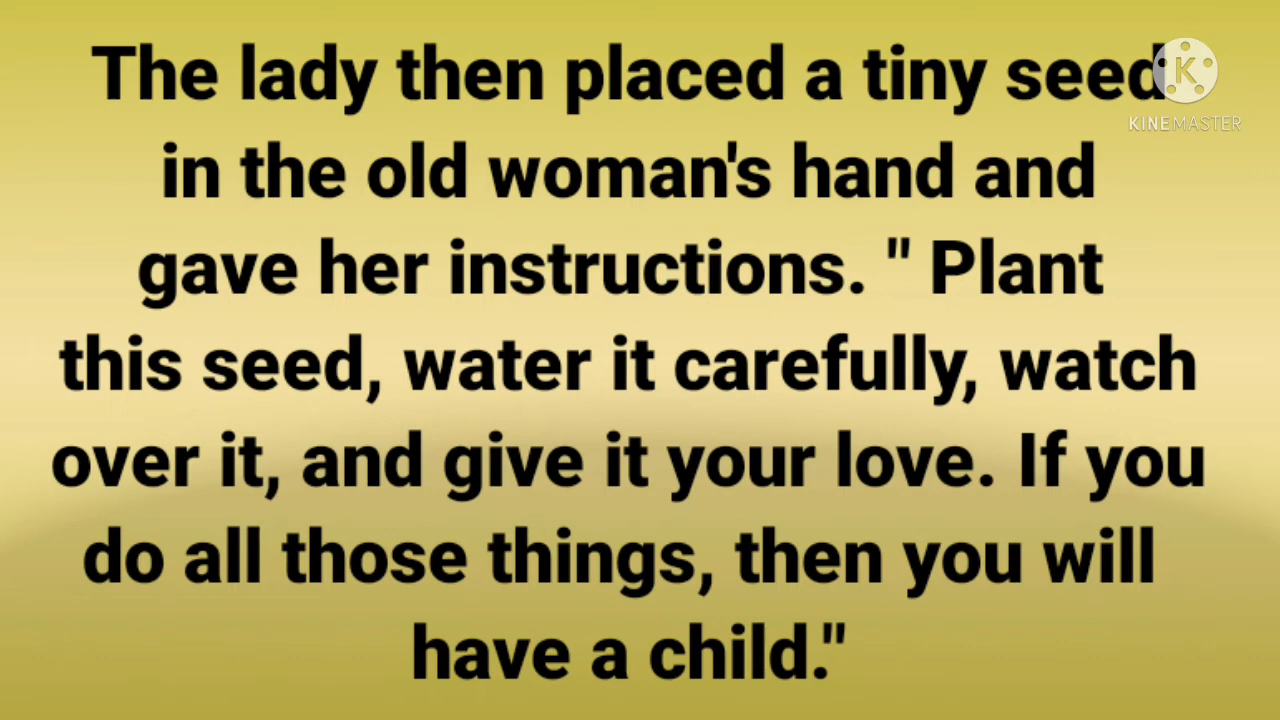 The lady then placed a tiny seed
in the old woman's hand and
gave her instructions. " Plant
this seed, water it carefully, watch
over it, and give it your love. If you
do all those things, then you will
have a child."
K
KINEMASTER